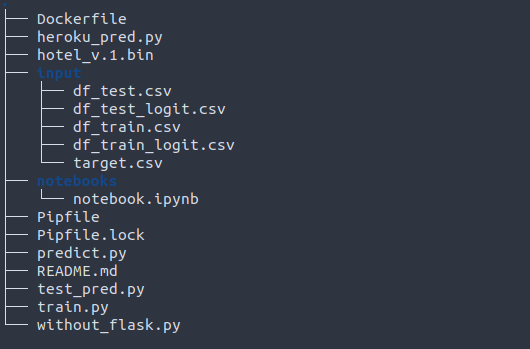 .
├── Dockerfile
├── heroku_pred.py
├── hotel_v.1.bin
├── input
│   ├── df_test.csv
│   ├── df_test_logit.csv
│   ├── df_train.csv
│   ├── df_train_logit.csv
│   └── target.csv
├── notebooks
│   └── notebook.ipynb
├── Pipfile
├── Pipfile.lock
├── predict.py
├── README.md
├── test_pred.py
├── train.py
└── without_flask.py